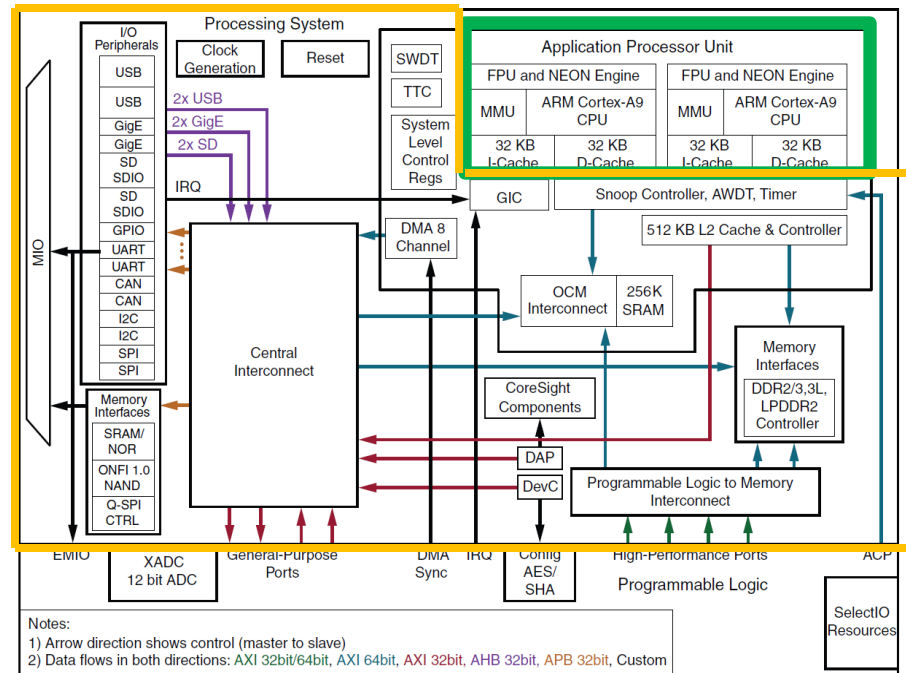 Processing System
I/O
Peripherals
USB
USB
GigE
GigE
SD
SDIO
SD
SDIO
GPIO
UART
UART
CAN
CAN
I2C
I2C
SPI
SPI
MIO
Clock
Generation
Reset
2x USB
2x GigE
2x SD
IRQ
SWDT
TTC
System
Level
Control
Regs
Application Processor Unit
FPU and NEON Engine
MMU
ARM Cortex-A9
CPU
32 KB
I-Cache
32 KB
D-Cache
FPU and NEON Engine
MMU
ARM Cortex-A9
CPU
32 KB
I-Cache
32 KB
D-Cache
GIC
Snoop Controller, AWDT, Timer
DMA 8
Channel
512 KB L2 Cache & Controller
OCM
Interconnect
256K
SRAM
Central
Interconnect
Memory
Interfaces
DDR2/3,3L,
LPDDR2
Controller
CoreSight
Components
DAP
DevC
Programmable Logic to Memory
Interconnect
Memory
Interfaces
SRAM/
NOR
ONFI 1.0
NAND
Q-SPI
CTRL
EMIO
XADC
12 bit ADC
General-Purpose
Ports
DMA
Sync
IRQ
Config
AES/
SHA
High-Performance Ports
ACP
Programmable Logic
SelectIO
Resources
Notes:
1) Arrow direction shows control (master to slave)
2) Data flows in both directions: AXI 32bit/64bit, AXI 64bit, AXI 32bit, AHB 32bit, APB 32bit, Custom